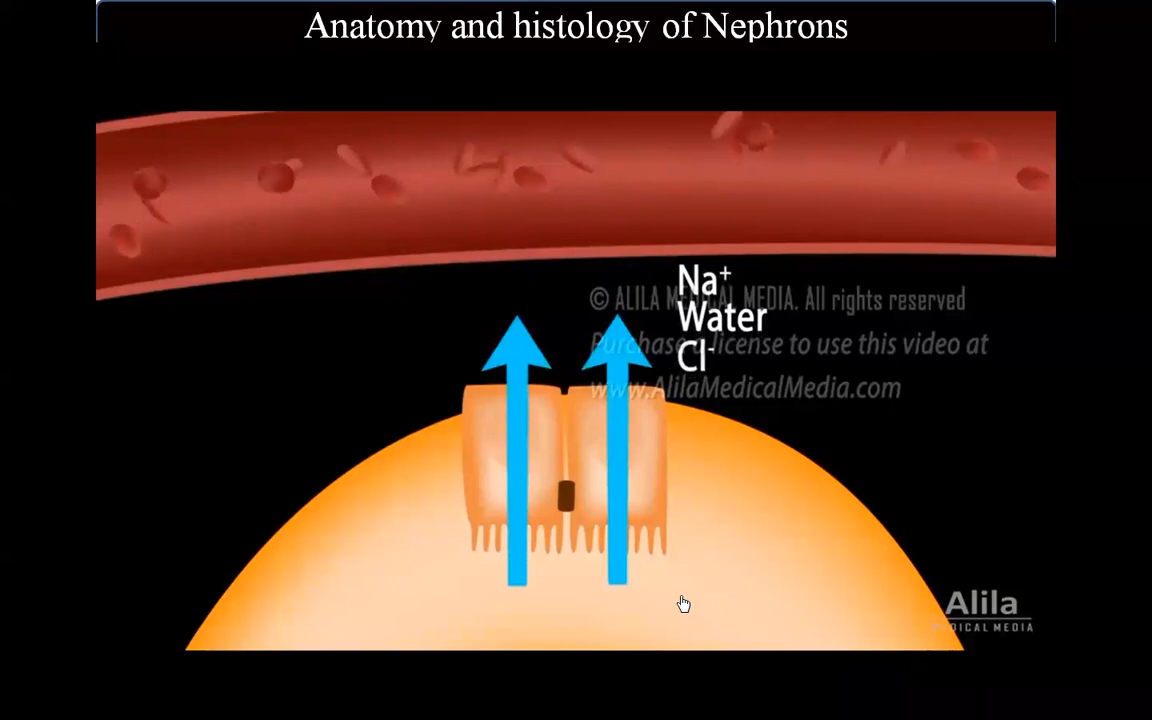 Anatomy and histology of Nephrons
Na+
© ALILA MEDICAL MEDIA. All rights reserved
Water
Purchase a license to use this video at
Cl-
www.AlilaMedicalMedia.com
Alila
MEDICAL MEDIA